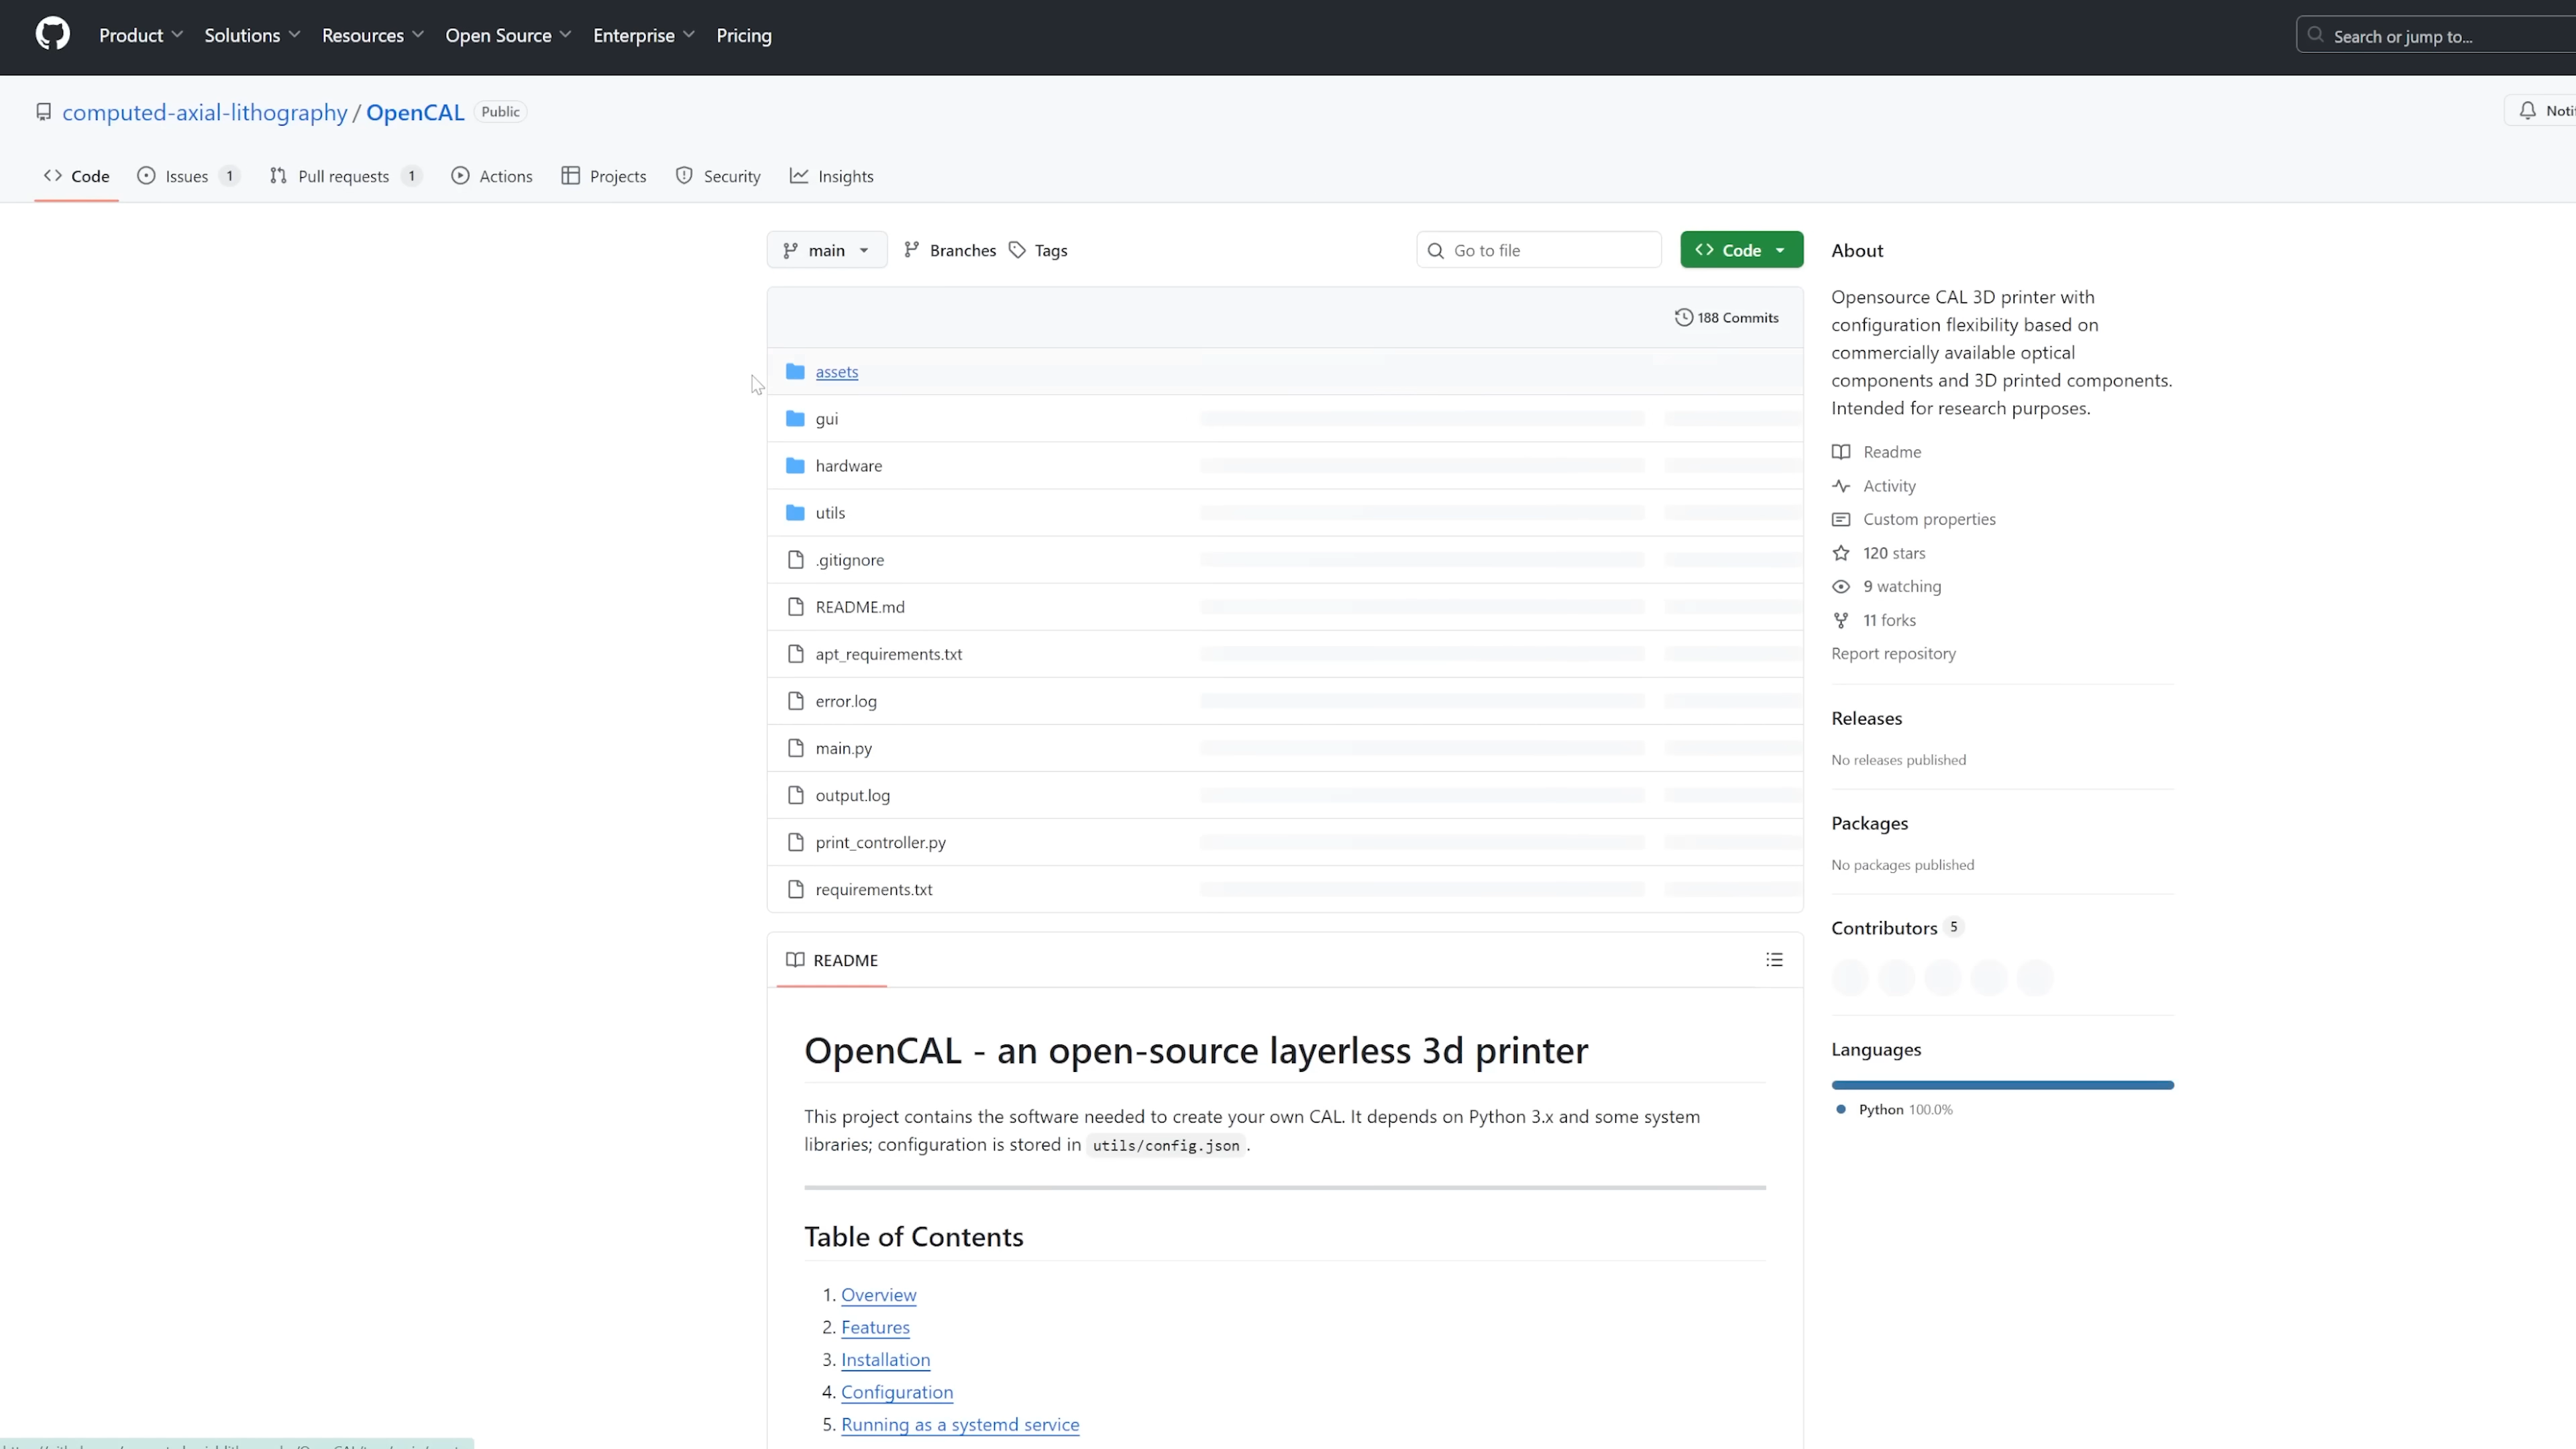 Product Solutions Resources Open Source Enterprise Pricing
Search or jump to...
computed-axial-lithography / OpenCAL Public
Code Issues 1 Pull requests 1 Actions Projects Security Insights
main Branches Tags Go to file Code
188 Commits
assets
gui
hardware
utils
.gitignore
README.md
apt_requirements.txt
error.log
main.py
output.log
print_controller.py
requirements.txt
README
OpenCAL - an open-source layerless 3d printer
This project contains the software needed to create your own CAL. It depends on Python 3.x and some system
libraries; configuration is stored in utils/config.json .
Table of Contents
1. Overview
2. Features
3. Installation
4. Configuration
5. Running as a systemd service
About
Opensource CAL 3D printer with
configuration flexibility based on
commercially available optical
components and 3D printed components.
Intended for research purposes.
Readme
Activity
Custom properties
120 stars
9 watching
11 forks
Report repository
Releases
No releases published
Packages
No packages published
Contributors 5
Languages
Python 100.0%